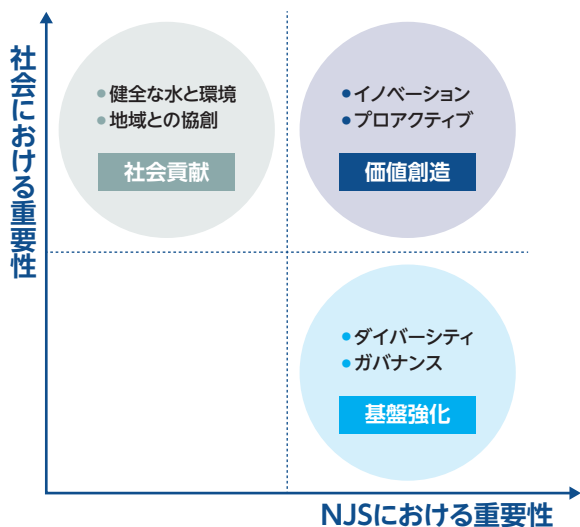 社会における重要性
●健全な水と環境
●地域との協創
社会貢献
●イノベーション
●プロアクティブ
価値創造
●ダイバーシティ
●ガバナンス
基盤強化
NJSにおける重要性